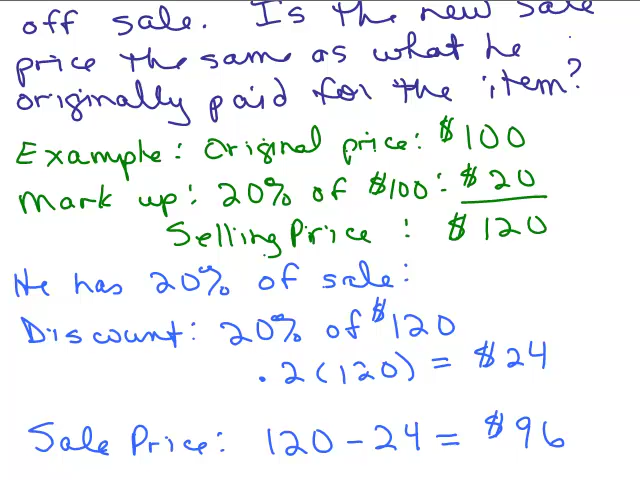 off sale. Is the new sale
price the same as what he
originally paid for the item?
Example: Original price: $100
Mark up: 20% of $100: $20
Selling Price : $120
He has 20% of sale:
Discount: 20% of $120
.2(120) = $24
Sale Price: 120 - 24 = $96